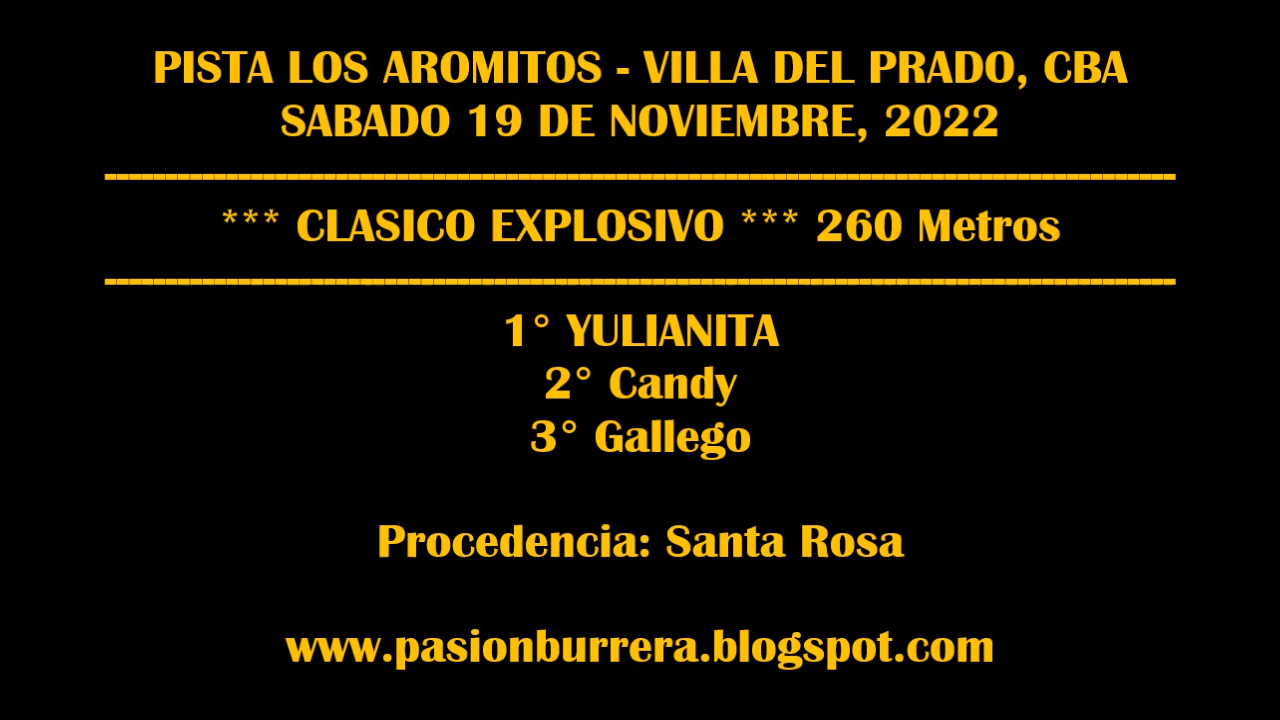 PISTA LOS AROMITOS - VILLA DEL PRADO, CBA
SABADO 19 DE NOVIEMBRE, 2022
----------------------------------------------------------------------------------------
*** CLASICO EXPLOSIVO *** 260 Metros
----------------------------------------------------------------------------------------
1° YULIANITA
2° Candy
3° Gallego
Procedencia: Santa Rosa
www.pasionburrera.blogspot.com